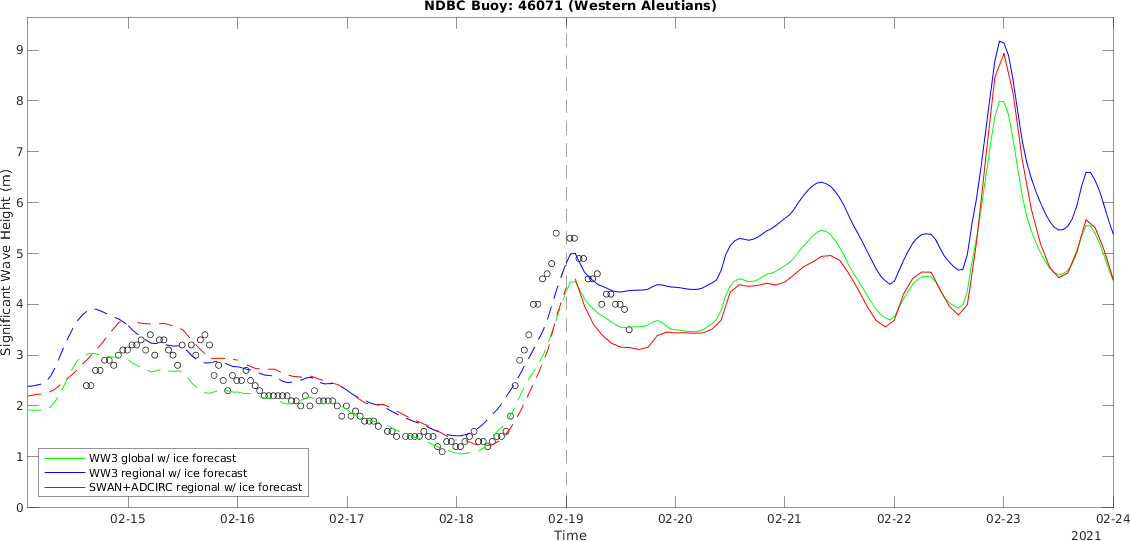 NDBC Buoy: 46071 (Western Aleutians)
Significant Wave Height (m)
9
8
7
6
5
4
3
2
1
0
WW3 global w/ ice forecast
WW3 regional w/ ice forecast
SWAN+ADCIRC regional w/ ice forecast
02-15 02-16 02-17 02-18 02-19 02-20 02-21 02-22 02-23 02-24
Time
2021